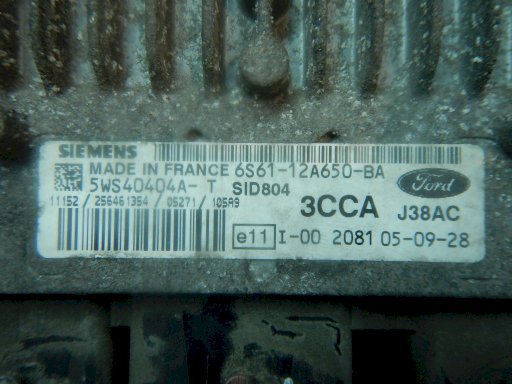 SIEMENS
MADE IN FRANCE 6S61-12A650-BA
5WS40404A-T SID804
Ford
11152 / 256461354 / 05271 / 105A9
3CCA J38AC
e11 I-00 2081 05-09-28